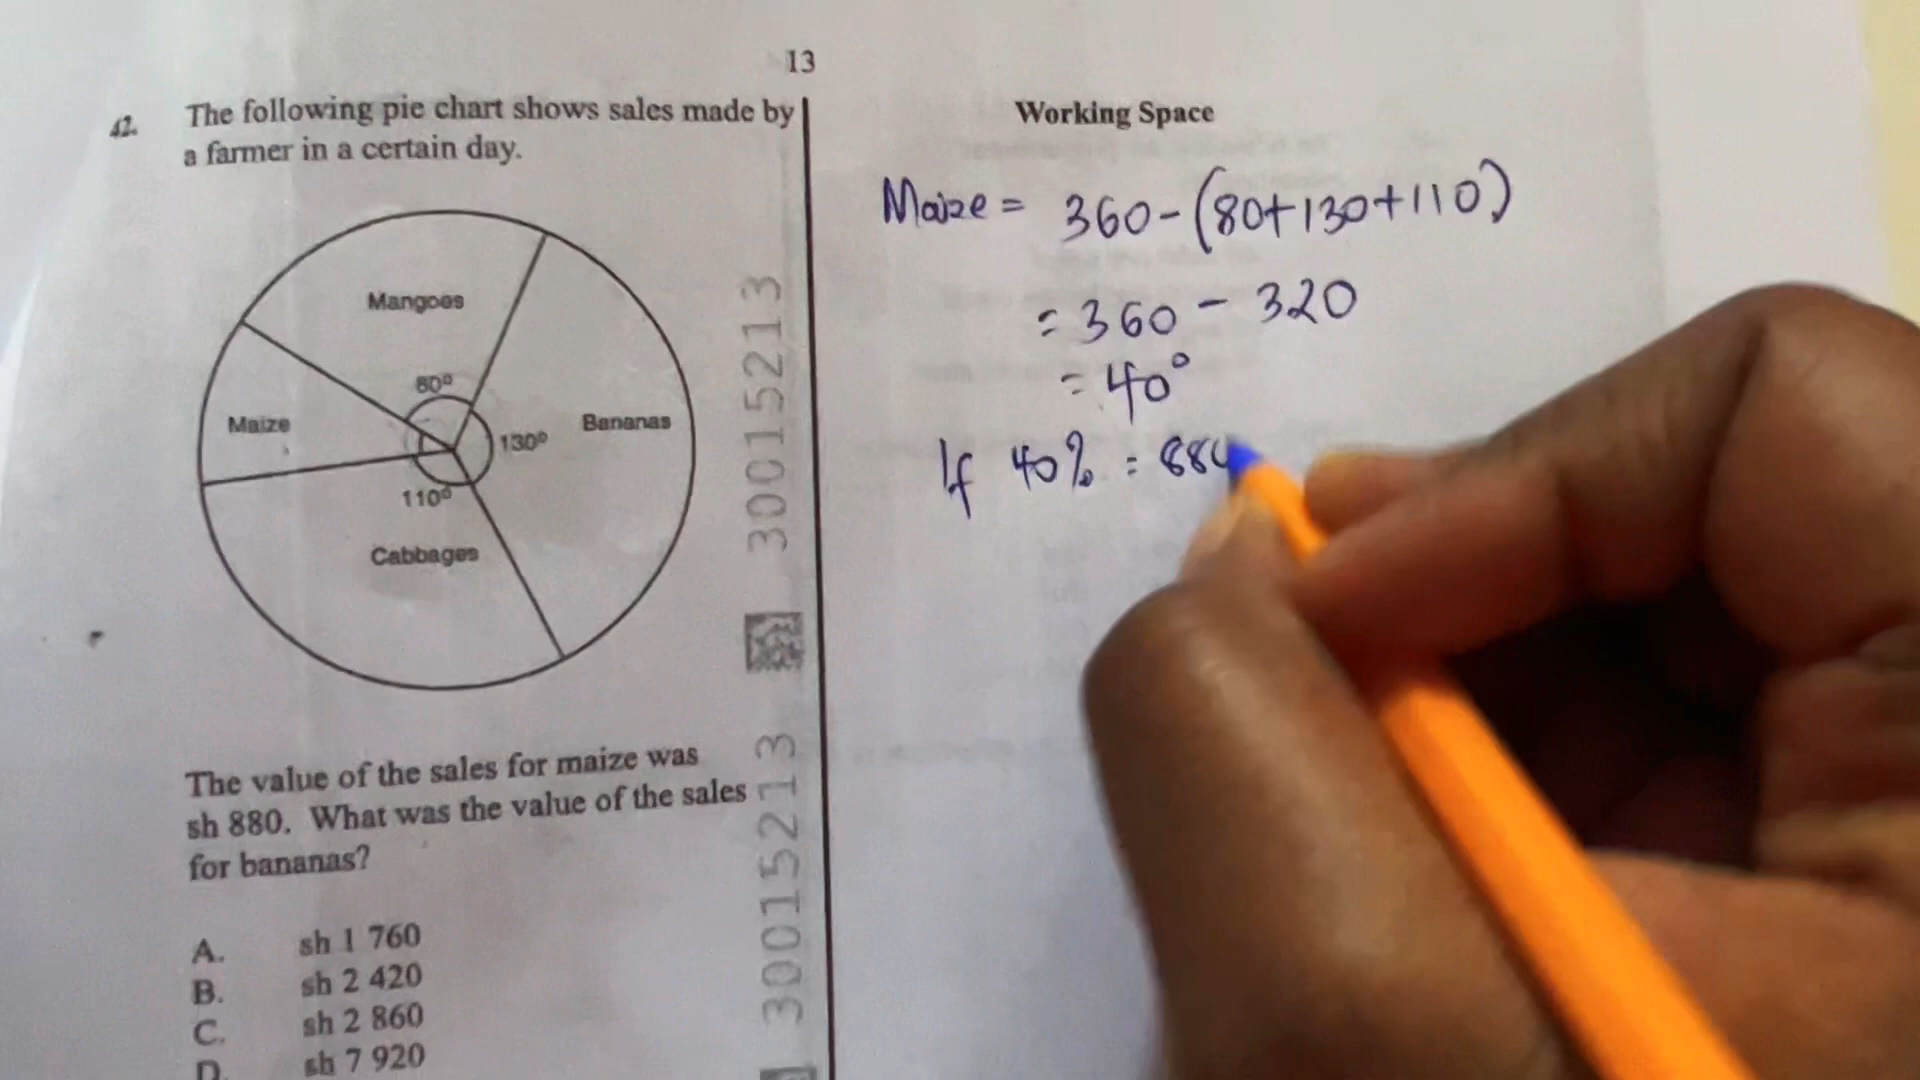 13
42.
The following pie chart shows sales made by
a farmer in a certain day.
Mangoes
80º
Maize
Bananas
130º
110º
Cabbages
The value of the sales for maize was
sh 880. What was the value of the sales
for bananas?
A. sh 1 760
B. sh 2 420
C. sh 2 860
D. sh 7 920
30015213
30015213
Working Space
Maize = 360-(80+130+110)
= 360 - 320
= 40°
If 40% = 88